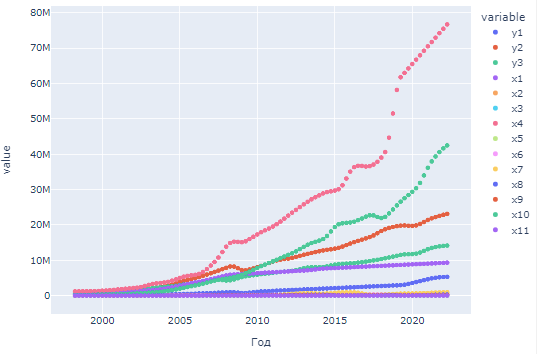 variable
80M
70M
60M
50M
40M
30M
20M
10M
0
value
2000
2005
2010
2015
2020
Год
y1
y2
y3
x1
x2
x3
x4
x5
x6
x7
x8
x9
x10
x11